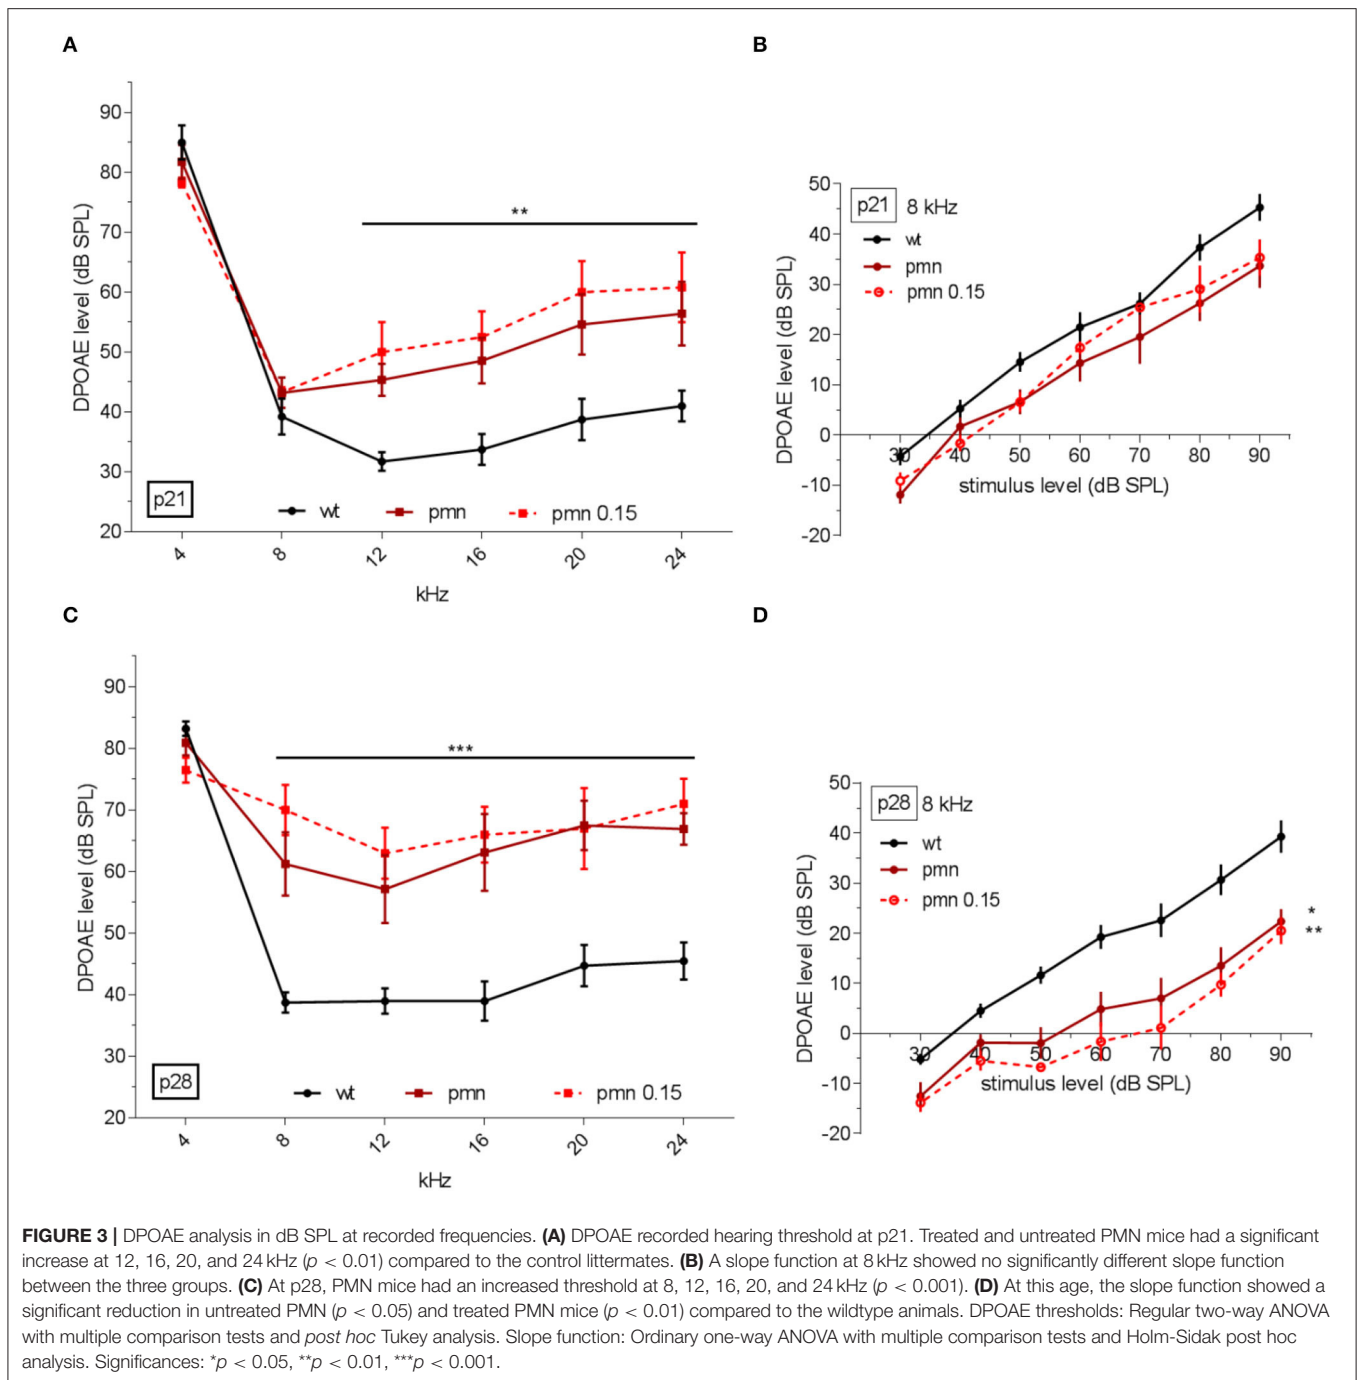 A
DPOAE level (dB SPL)
90
80
70
60
50
40
30
20
**
p21
wt
pmn
pmn 0.15
4
8
12
16
20
24
kHz
B
DPOAE level (dB SPL)
50
40
30
20
10
0
-10
-20
p21 8 kHz
wt
pmn
pmn 0.15
30 40 50 60 70 80 90
stimulus level (dB SPL)
C
DPOAE level (dB SPL)
90
80
70
60
50
40
30
20
***
p28
wt
pmn
pmn 0.15
4
8
12
16
20
24
kHz
D
DPOAE level (dB SPL)
50
40
30
20
10
0
-10
-20
p28 8 kHz
wt
pmn
pmn 0.15
*
**
30 40 50 60 70 80 90
stimulus level (dB SPL)
FIGURE 3 | DPOAE analysis in dB SPL at recorded frequencies. (A) DPOAE recorded hearing threshold at p21. Treated and untreated PMN mice had a significant
increase at 12, 16, 20, and 24 kHz (p < 0.01) compared to the control littermates. (B) A slope function at 8 kHz showed no significantly different slope function
between the three groups. (C) At p28, PMN mice had an increased threshold at 8, 12, 16, 20, and 24 kHz (p < 0.001). (D) At this age, the slope function showed a
significant reduction in untreated PMN (p < 0.05) and treated PMN mice (p < 0.01) compared to the wildtype animals. DPOAE thresholds: Regular two-way ANOVA
with multiple comparison tests and post hoc Tukey analysis. Slope function: Ordinary one-way ANOVA with multiple comparison tests and Holm-Sidak post hoc
analysis. Significances: *p < 0.05, **p < 0.01, ***p < 0.001.